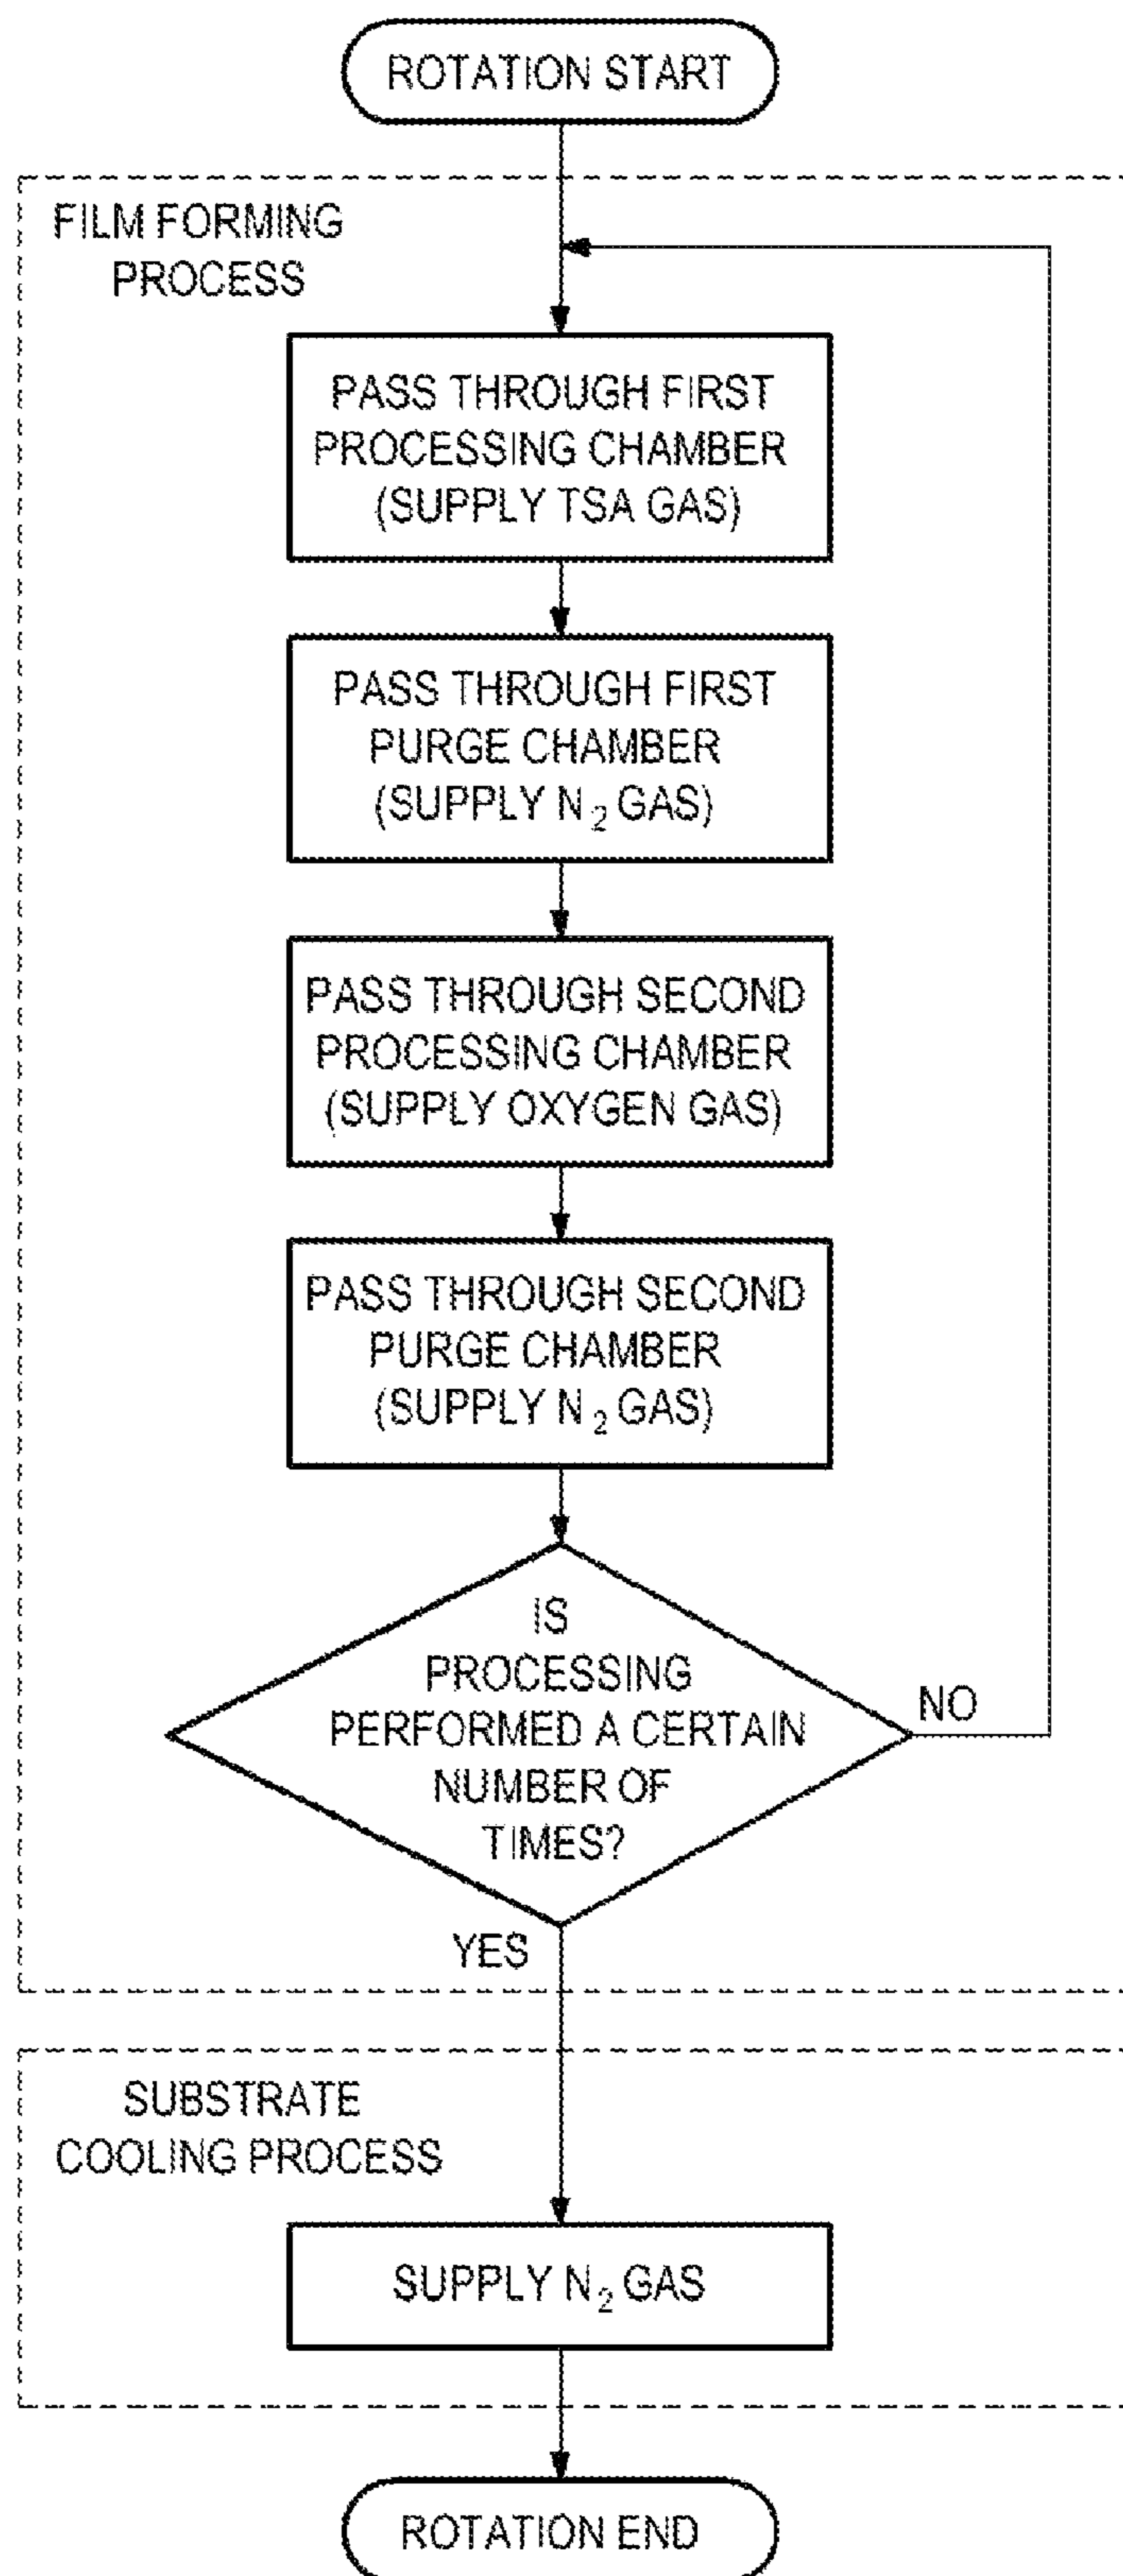 ROTATION START
FILM FORMING
PROCESS
PASS THROUGH FIRST
PROCESSING CHAMBER
(SUPPLY TSA GAS)
PASS THROUGH FIRST
PURGE CHAMBER
(SUPPLY N₂ GAS)
PASS THROUGH SECOND
PROCESSING CHAMBER
(SUPPLY OXYGEN GAS)
PASS THROUGH SECOND
PURGE CHAMBER
(SUPPLY N₂ GAS)
IS
PROCESSING
PERFORMED A CERTAIN
NUMBER OF
TIMES?
NO
YES
SUBSTRATE
COOLING PROCESS
SUPPLY N₂ GAS
ROTATION END